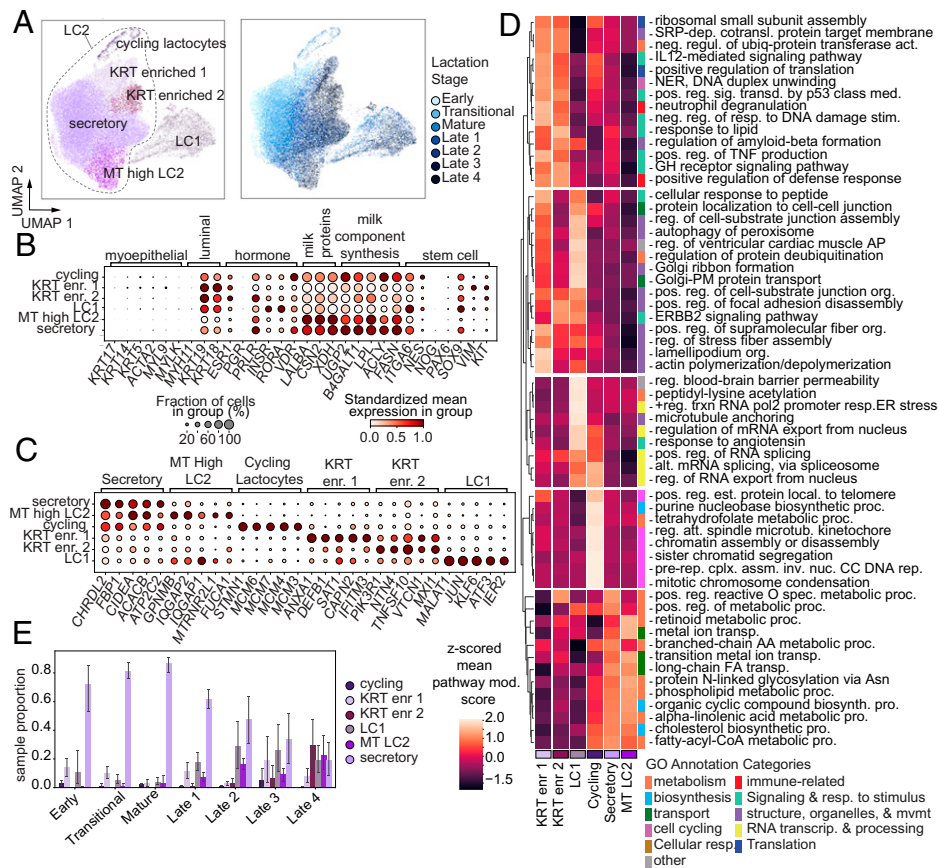 A
LC2
cycling lactocytes
KRT enriched 1
KRT enriched 2
secretory
LC1
MT high LC2
UMAP 2
UMAP 1
Lactation
Stage
Early
Transitional
Mature
Late 1
Late 2
Late 3
Late 4
B
myoepithelial
luminal
hormone
milk
proteins
milk
component
synthesis
stem cell
cycling
KRT enr. 1
KRT enr. 2
LC1
MT high LC2
secretory
KRT17
KRT14
KRT5
ACTA2
MYLK
MYH11
KRT19
KRT18
ESR1
PGR
PRLR
INSR
RORA
NUDR
LALBA
CSN2
XDH
UGP2
B4GALT1
LPL
ACLY
FASN
ITGA6
NES
NOG
PAX6
SOX9
VIM
KIT
Fraction of cells
in group (%)
20 60 100
Standardized mean
expression in group
0.0 0.5 1.0
C
Secretory
MT High
LC2
Cycling
Lactocytes
KRT
enr. 1
KRT
enr. 2
LC1
secretory
MT high LC2
cycling
KRT enr. 1
KRT enr. 2
LC1
CHRDL2
FBP1
CIDEA
ACACB
ATP2C2
GPNMB
IQGAP2
IQGAP1
MTRNR2L1
FUCA1
STMN1
MCM6
MCM7
MCM4
MCM3
ANXA1
DEFB1
SAT1
CAPN2
IFITM3
PIK3R1
NTN4
TNFSF10
VTCN1
MXI1
MALAT1
JUN
KLF6
ATF3
IER2
E
sample proportion
0.8
0.6
0.4
0.2
0.0
Early
Transitional
Mature
Late 1
Late 2
Late 3
Late4
cycling
KRT enr 1
KRT enr 2
LC1
MT LC2
secretory
z-scored
mean
pathway mod.
score
2.0
1.5
0.0
−1.5
D
ribosomal small subunit assembly
SRP-dep. cotransl. protein target membrane
neg. regul. of ubiq-protein transferase act.
IL12-mediated signaling pathway
positive regulation of translation
NER, DNA duplex unwinding
pos. reg. sig. transd. by p53 class med.
neutrophil degranulation
neg. reg. of resp. to DNA damage stim.
response to lipid
regulation of amyloid-beta formation
pos. reg. of TNF production
GH receptor signaling pathway
positive regulation of defense response
cellular response to peptide
protein localization to cell-cell junction
reg. of cell-substrate junction assembly
autophagy of peroxisome
reg. of ventricular cardiac muscle AP
regulation of protein deubiquitination
Golgi ribbon formation
Golgi-PM protein transport
pos. reg. of cell-substrate junction org.
pos. reg. of focal adhesion disassembly
ERBB2 signaling pathway
pos. reg. of supramolecular fiber org.
reg. of stress fiber assembly
lamellipodium org.
actin polymerization/depolymerization
reg. blood-brain barrier permeability
peptidyl-lysine acetylation
+reg. trxn RNA pol2 promoter resp.ER stress
microtubule anchoring
regulation of mRNA export from nucleus
response to angiotensin
pos. reg. of RNA splicing
alt. mRNA splicing, via spliceosome
reg. of RNA export from nucleus
pos. reg. est. protein local. to telomere
purine nucleobase biosynthetic proc.
tetrahydrofolate metabolic proc.
reg. att. spindle microtub. kinetochore
chromatin assembly or disassembly
sister chromatid segregation
pre-rep. cplx. assm. inv. nuc. CC DNA rep.
mitotic chromosome condensation
pos. reg. reactive O spec. metabolic proc.
pos. reg. of metabolic proc.
retinoid metabolic proc.
metal ion transp.
branched-chain AA metabolic proc.
transition metal ion transp.
long-chain FA transp.
protein N-linked glycosylation via Asn
phospholipid metabolic proc.
organic cyclic compound biosynth. pro.
alpha-linolenic acid metabolic pro.
cholesterol biosynthetic pro.
fatty-acyl-CoA metabolic pro.
KRT enr 1
KRT enr 2
LC1
Cycling
Secretory
MT LC2
GO Annotation Categories
metabolism
biosynthesis
transport
cell cycling
Cellular resp.
other
immune-related
Signaling & resp. to stimulus
structure, organelles, & mvmt
RNA transcrip. & processing
Translation